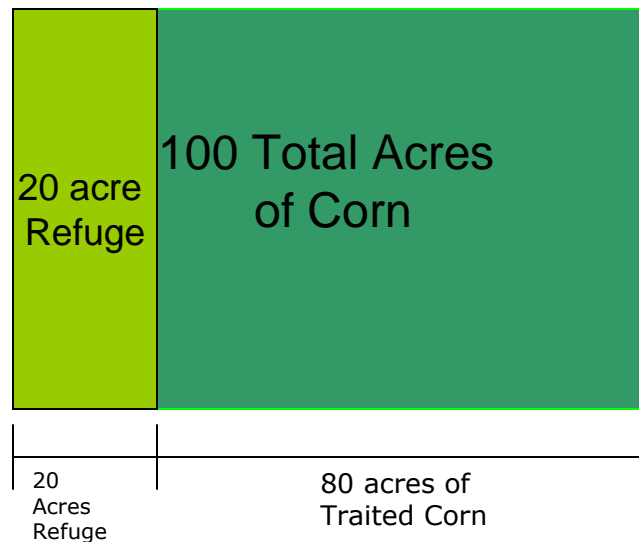 100 Total Acres
of Corn
20 acre
Refuge
20
Acres
Refuge
80 acres of
Traited Corn